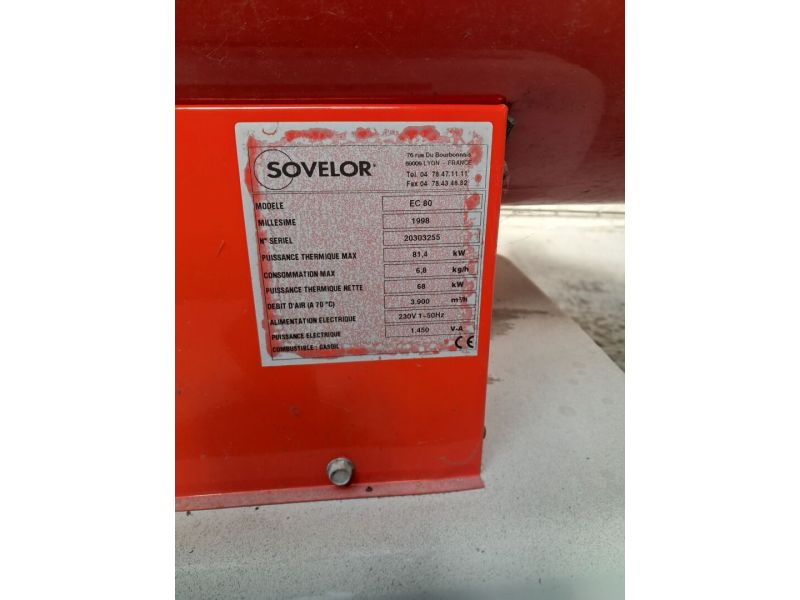 SOVELOR
76 rue Du Bourbonnais
69009 LYON - FRANCE
Tel. 04 78.47.11.11
Fax 04 78.43.48.82
MODELE EC 80
MILLESIME 1998
N° SERIEL 20303255
PUISSANCE THERMIQUE MAX 81,4 kW
CONSOMMATION MAX 6,8 kg/h
PUISSANCE THERMIQUE NETTE 68 kW
DEBIT D'AIR (A 70 °C) 3.900 m³/h
ALIMENTATION ELECTRIQUE 230V 1~50Hz
PUISSANCE ELECTRIQUE 1.450 V-A
COMBUSTIBLE : GASOIL CE